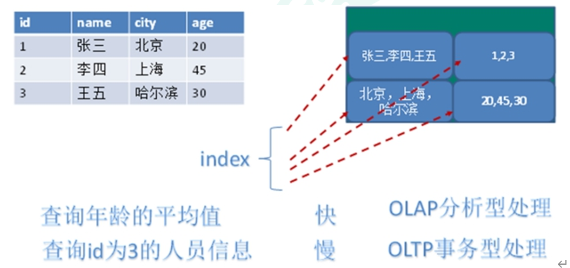 id name city age
1 张三 北京 20
2 李四 上海 45
3 王五 哈尔滨 30
张三,李四,王五 1,2,3
北京，上海，
哈尔滨
20,45,30
index
查询年龄的平均值 快 OLAP分析型处理
查询id为3的人员信息 慢 OLTP事务型处理